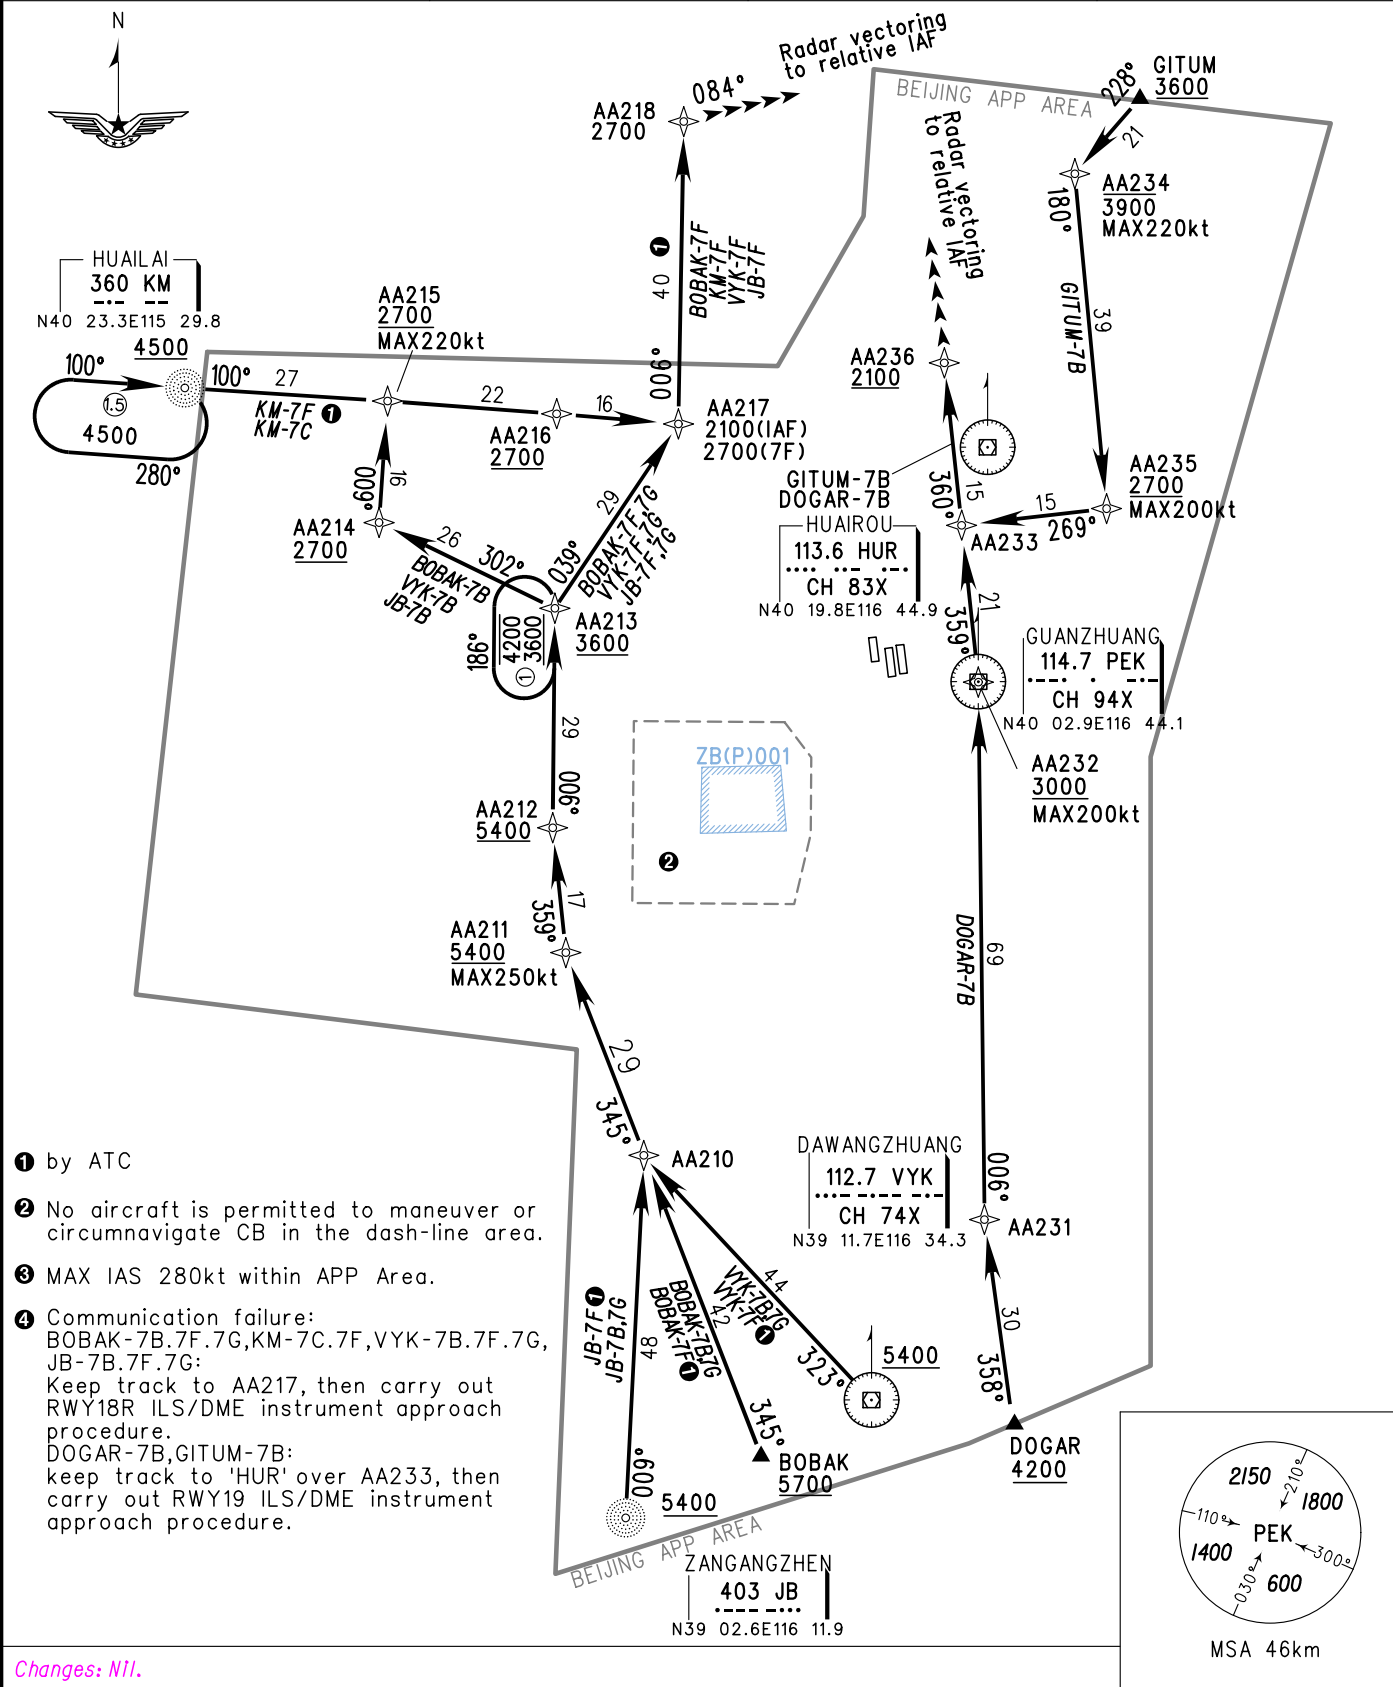 N
Radar vectoring
to relative IAF
084°
AA218
2700
BEIJING APP AREA
GITUM
3600
228°
21
Radar vectoring
to relative IAF
AA234
3900
MAX220kt
180°
39
GITUM-7B
HUAILAI
360 KM
N40 23.3E115 29.8
4500
100°
1.5
4500
280°
100°
27
KM-7F ❶
KM-7C
AA215
2700
MAX220kt
22
AA216
2700
16
40 ❶
BOBAK-7F
KM-7F
VYK-7F
JB-7F
006°
AA217
2100(IAF)
2700(7F)
AA236
2100
GITUM-7B
DOGAR-7B
360°
15
AA235
2700
MAX200kt
15
269°
AA233
HUAIROU
113.6 HUR
CH 83X
N40 19.8E116 44.9
009°
16
AA214
2700
26
302°
BOBAK-7B
VYK-7B
JB-7B
039°
29
BOBAK-7F,7G
VYK-7F,7G
JB-7F,7G
186°
4200
3600
1
AA213
3600
359°
21
GUANZHUANG
114.7 PEK
CH 94X
N40 02.9E116 44.1
AA232
3000
MAX200kt
29
006°
ZB(P)001
❷
AA212
5400
17
359°
AA211
5400
MAX250kt
DOGAR-7B
69
29
345°
AA210
DAWANGZHUANG
112.7 VYK
CH 74X
N39 11.7E116 34.3
006°
AA231
30
358°
DOGAR
4200
JB-7F❶
JB-7B,7G
48
009°
5400
BOBAK-7B,7G
BOBAK-7F❶
42
345°
BOBAK
5700
VYK-7B,7G
VYK-7F❶
44
323°
5400
BEIJING APP AREA
ZANGANGZHEN
403 JB
N39 02.6E116 11.9
❶ by ATC
❷ No aircraft is permitted to maneuver or
circumnavigate CB in the dash-line area.
❸ MAX IAS 280kt within APP Area.
❹ Communication failure:
BOBAK-7B.7F.7G,KM-7C.7F,VYK-7B.7F.7G,
JB-7B.7F.7G:
Keep track to AA217, then carry out
RWY18R ILS/DME instrument approach
procedure.
DOGAR-7B,GITUM-7B:
keep track to 'HUR' over AA233, then
carry out RWY19 ILS/DME instrument
approach procedure.
2150
210°
1800
110°
PEK
1400
300°
030°
600
MSA 46km
Changes: Nil.